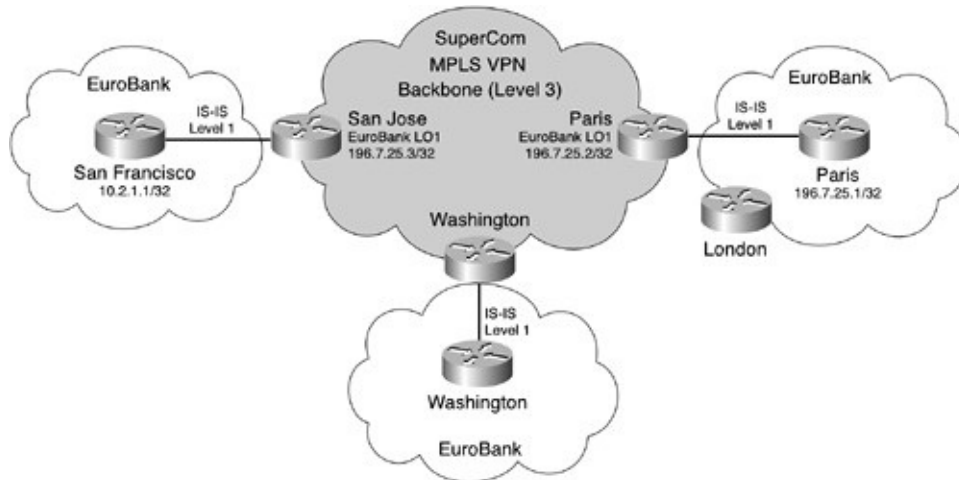 SuperCom
MPLS VPN
Backbone (Level 3)
EuroBank
IS-IS
Level 1
San Francisco
10.2.1.1/32
San Jose
EuroBank LO1
196.7.25.3/32
Paris
EuroBank LO1
196.7.25.2/32
EuroBank
IS-IS
Level 1
Paris
196.7.25.1/32
London
Washington
IS-IS
Level 1
Washington
EuroBank